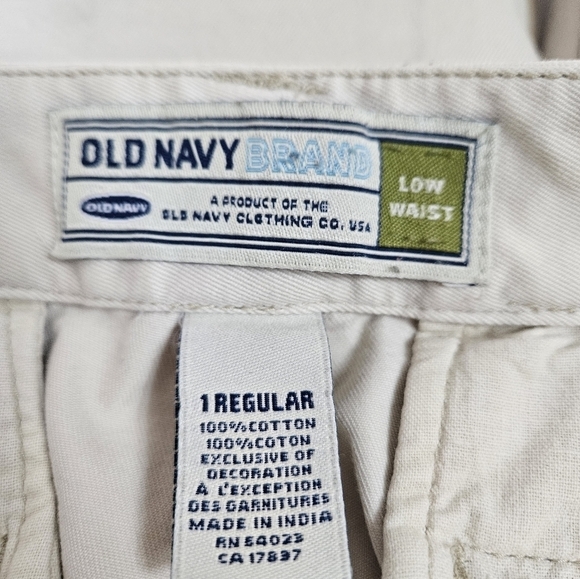 OLD NAVY BRAND
OLD NAVY
A PRODUCT OF THE
OLD NAVY CLOTHING CO. USA
LOW
WAIST
1 REGULAR
100% COTTON
100% COTON
EXCLUSIVE OF
DECORATION
À L'EXCEPTION
DES GARNITURES
MADE IN INDIA
RN 54023
CA 17897